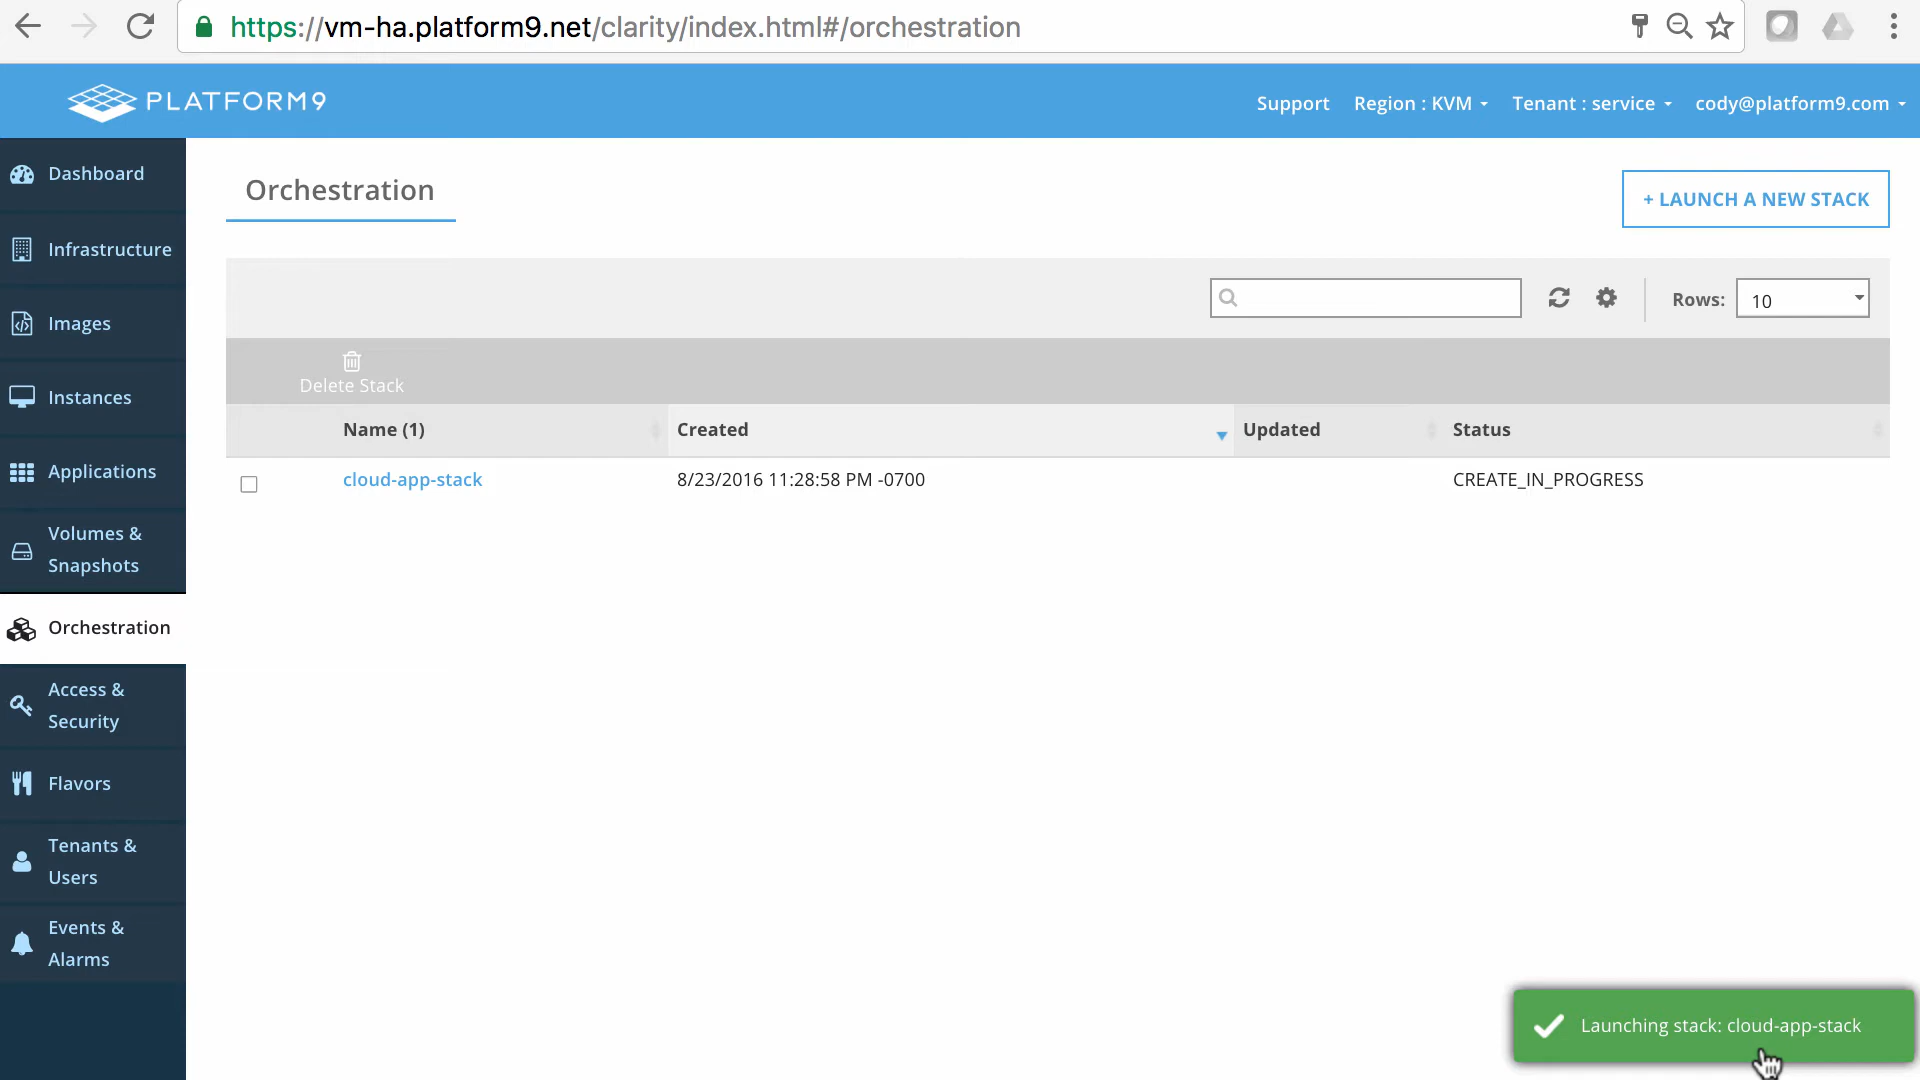 https://vm-ha.platform9.net/clarity/index.html#/orchestration
PLATFORM9
Support
Region : KVM
Tenant : service
cody@platform9.com
Dashboard
Infrastructure
Images
Instances
Applications
Volumes &
Snapshots
Orchestration
Access &
Security
Flavors
Tenants &
Users
Events &
Alarms
Orchestration
+ LAUNCH A NEW STACK
Rows:
10
Delete Stack
Name (1)
Created
Updated
Status
cloud-app-stack
8/23/2016 11:28:58 PM -0700
CREATE_IN_PROGRESS
Launching stack: cloud-app-stack